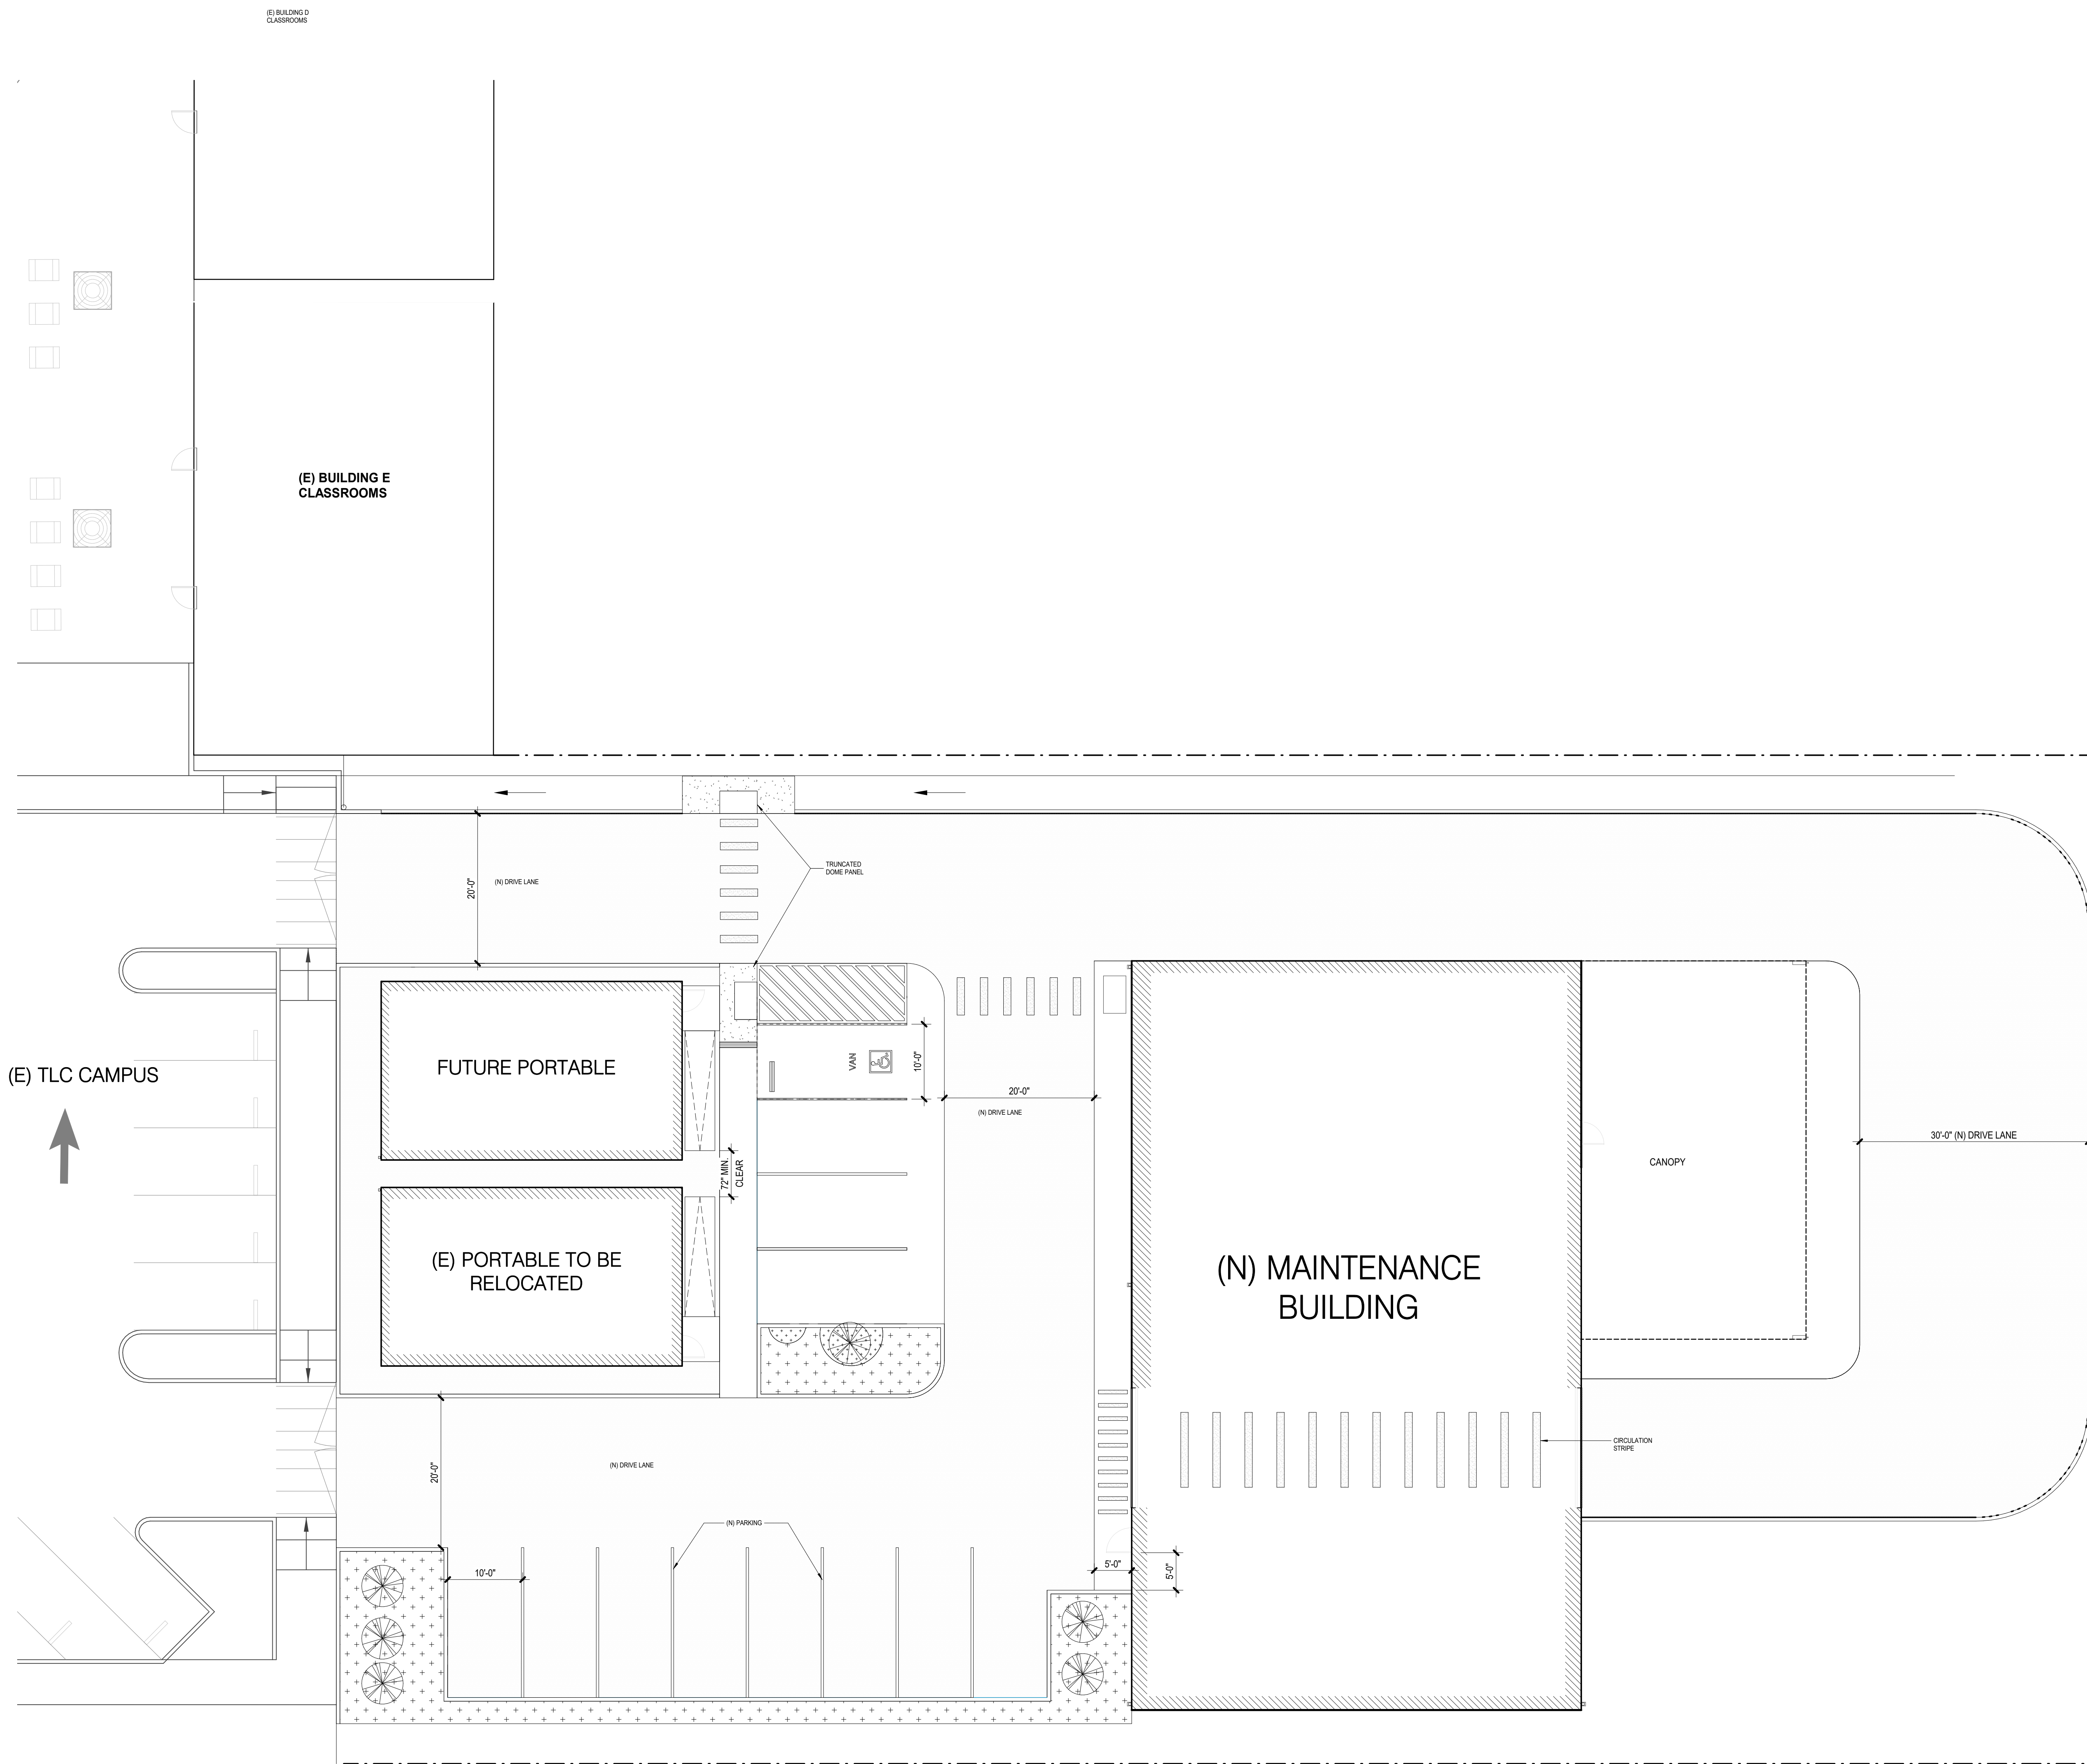 (E) BUILDING D
CLASSROOMS
(E) BUILDING E
CLASSROOMS
TRUNCATED
DOME PANEL
20'-0"
(N) DRIVE LANE
FUTURE PORTABLE
VAN
10'-0"
(E) TLC CAMPUS
20'-0"
(N) DRIVE LANE
30'-0" (N) DRIVE LANE
CANOPY
72" MIN.
CLEAR
(E) PORTABLE TO BE
RELOCATED
(N) MAINTENANCE
BUILDING
CIRCULATION
STRIPE
20'-0"
(N) DRIVE LANE
(N) PARKING
10'-0"
5'-0"
5'-0"